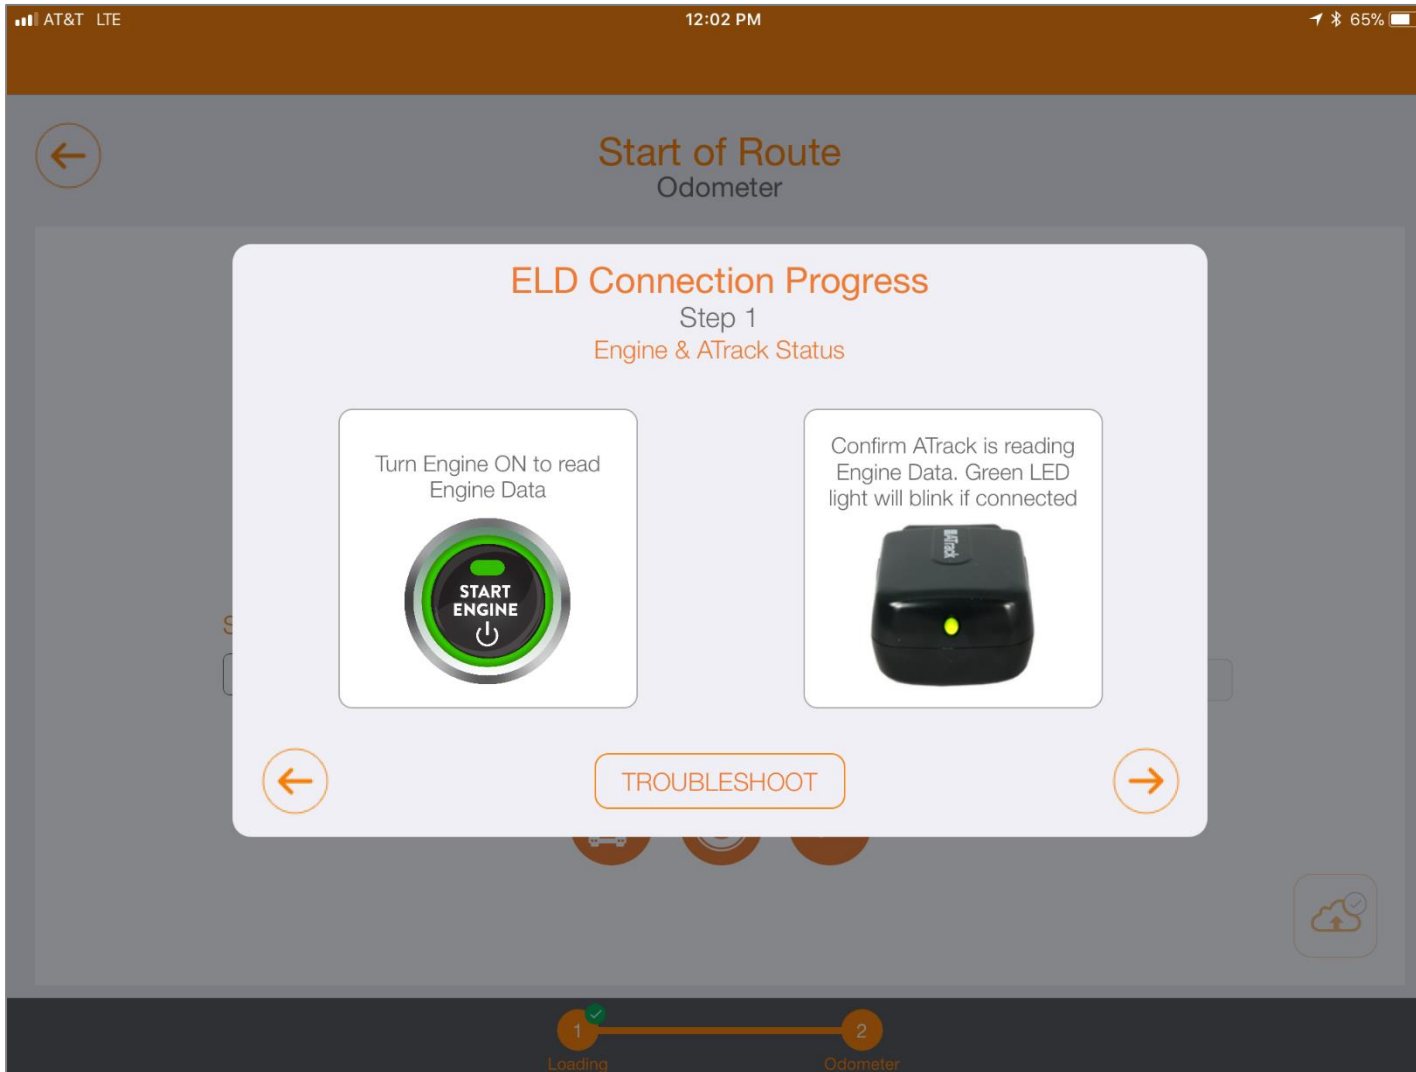 AT&T LTE
12:02 PM
65%
Start of Route
Odometer
ELD Connection Progress
Step 1
Engine & ATrack Status
Turn Engine ON to read
Engine Data
START
ENGINE
Confirm ATrack is reading
Engine Data. Green LED
light will blink if connected
ATrack
S
TROUBLESHOOT
1
2
Loading
Odometer